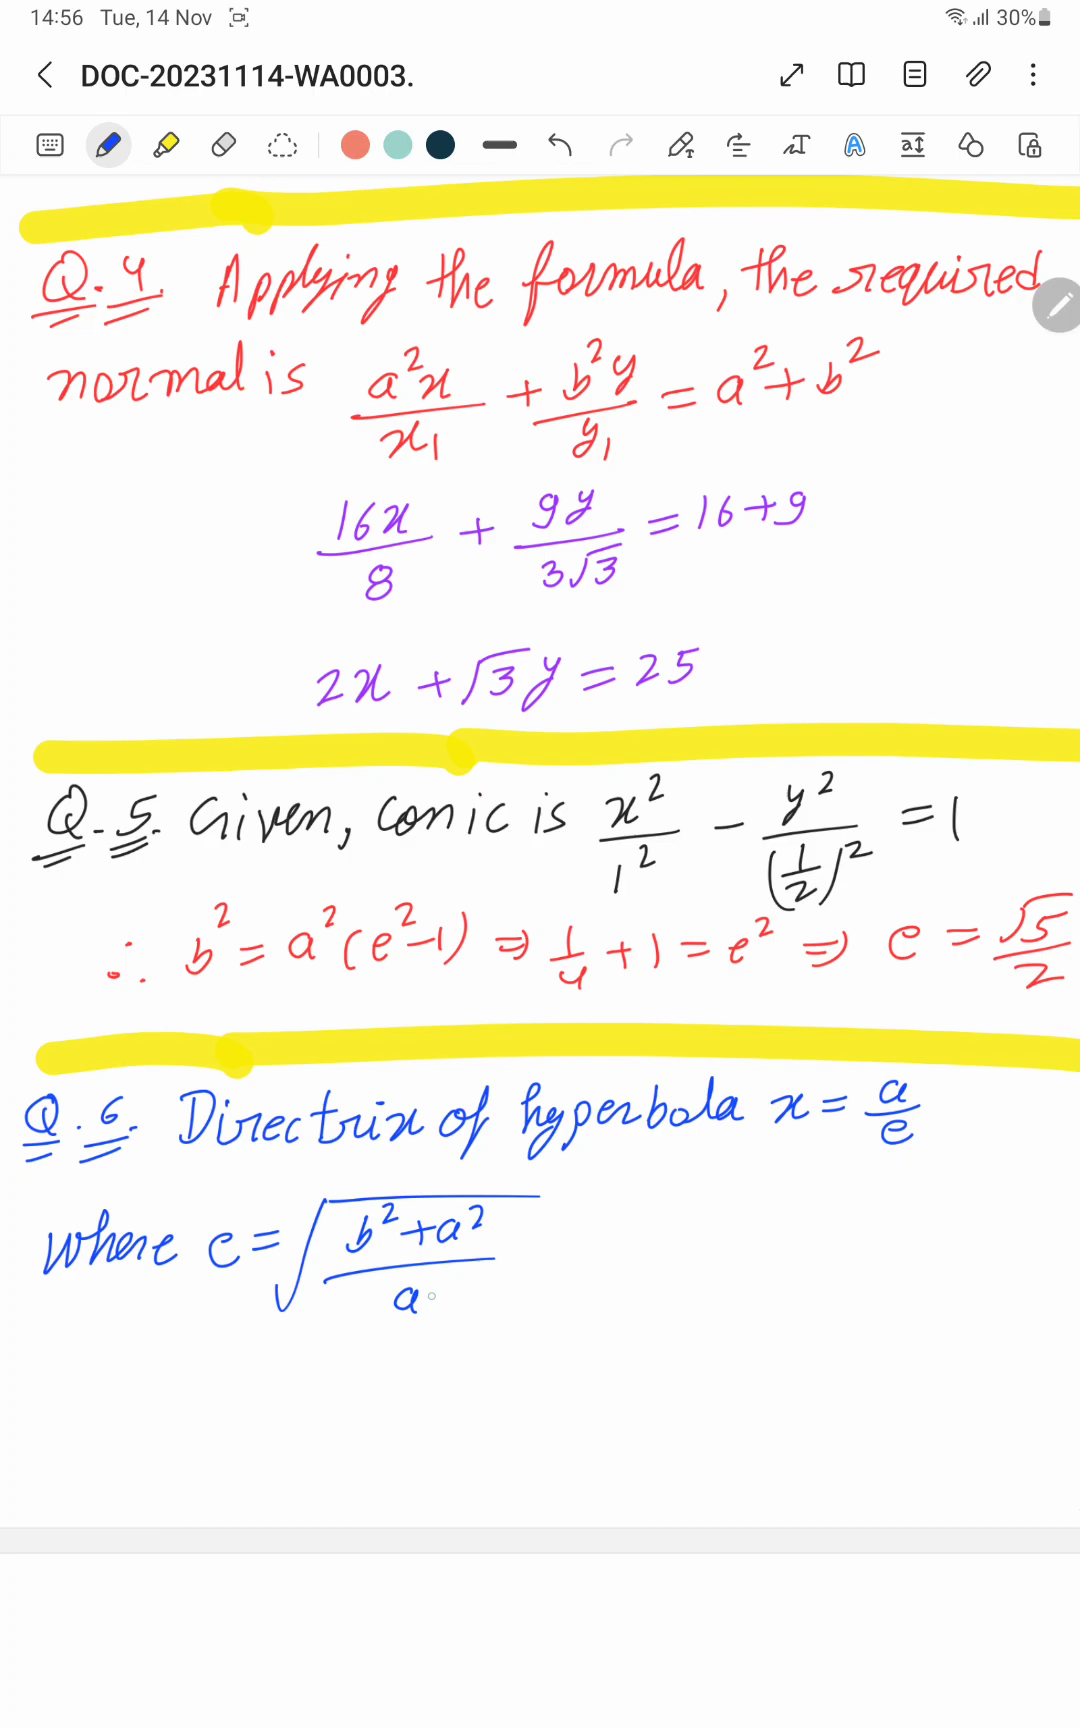 14:56 Tue, 14 Nov 30%
DOC-20231114-WA0003.
Q.4. Applying the formula, the required
normal is a²x/x₁ + b²y/y₁ = a² + b²
16x/8 + 9y/3√3 = 16+9
2x + √3y = 25
Q.5. Given, conic is x²/1² - y²/(1/2)² = 1
∴ b² = a²(e²-1) ⇒ 1/4 + 1 = e² ⇒ e = √5/2
Q.6. Directrix of hyperbola x = a/e
where e = √(b²+a²/a)